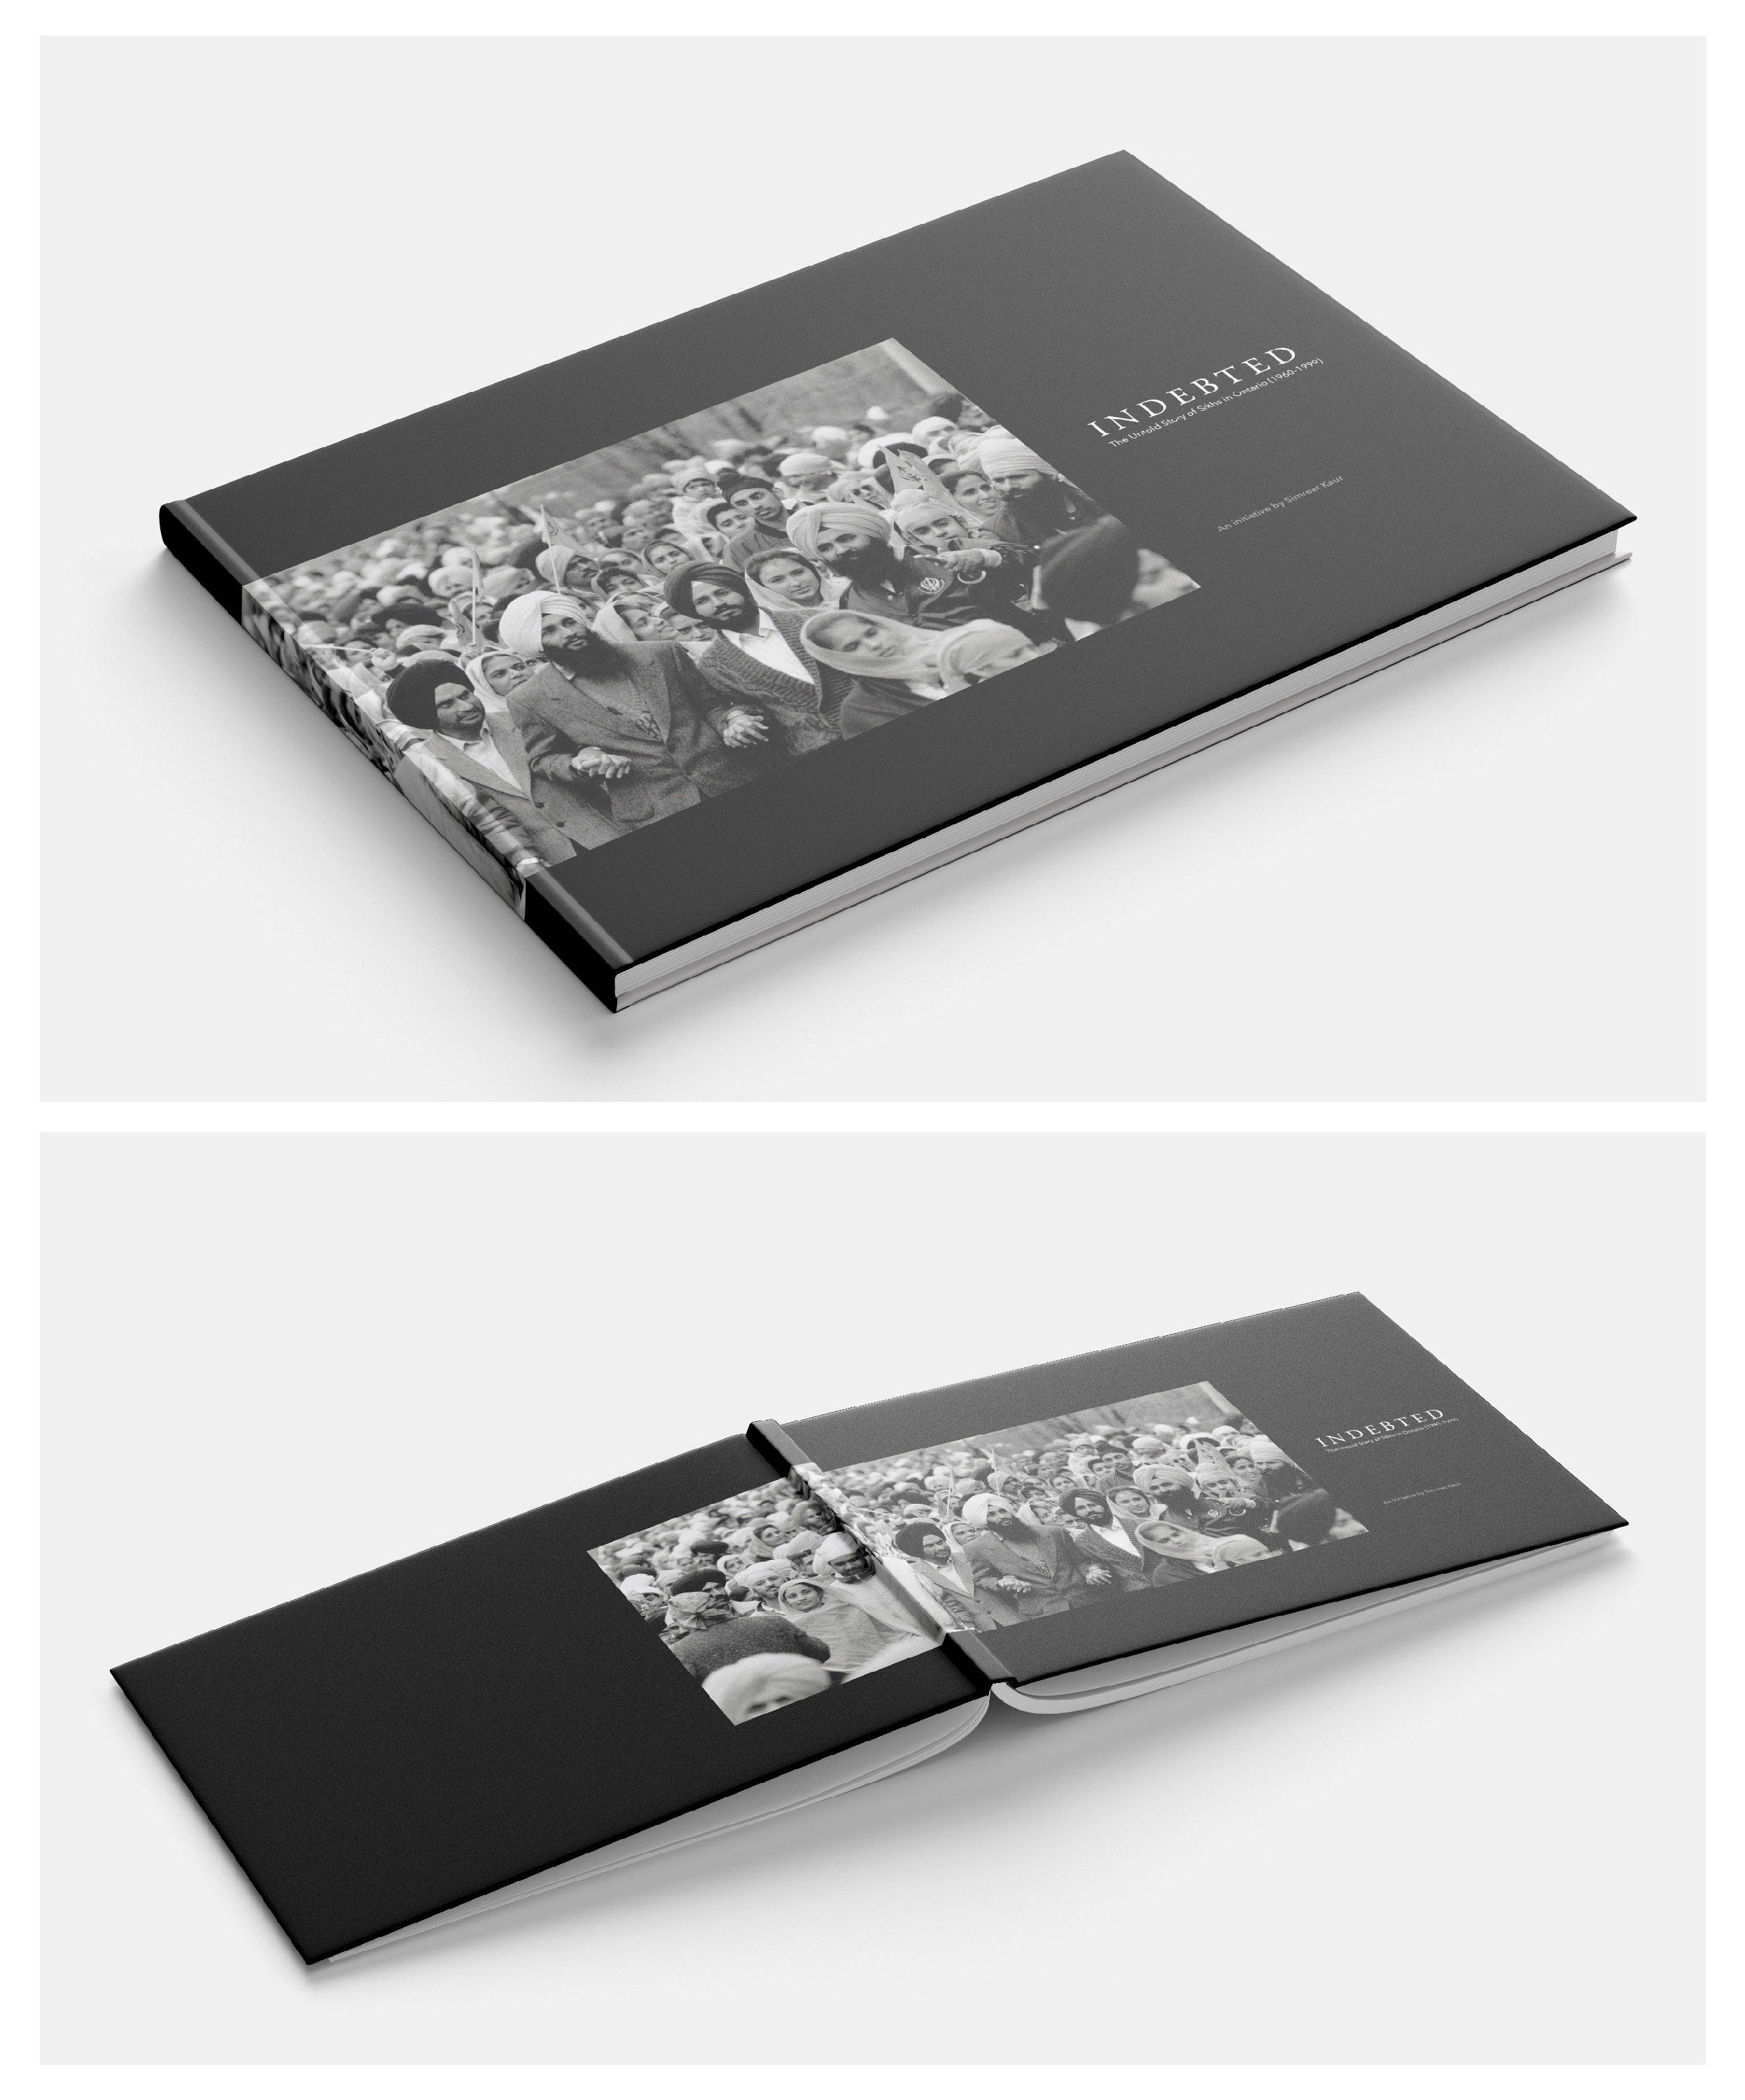 INDEBTED
The Untold Story of Sikhs in Ontario (1960-1999)
An initiative by Simreet Kaur
INDEBTED
The Untold Story of Sikhs in Ontario (1960-1999)
An initiative by Simreet Kaur